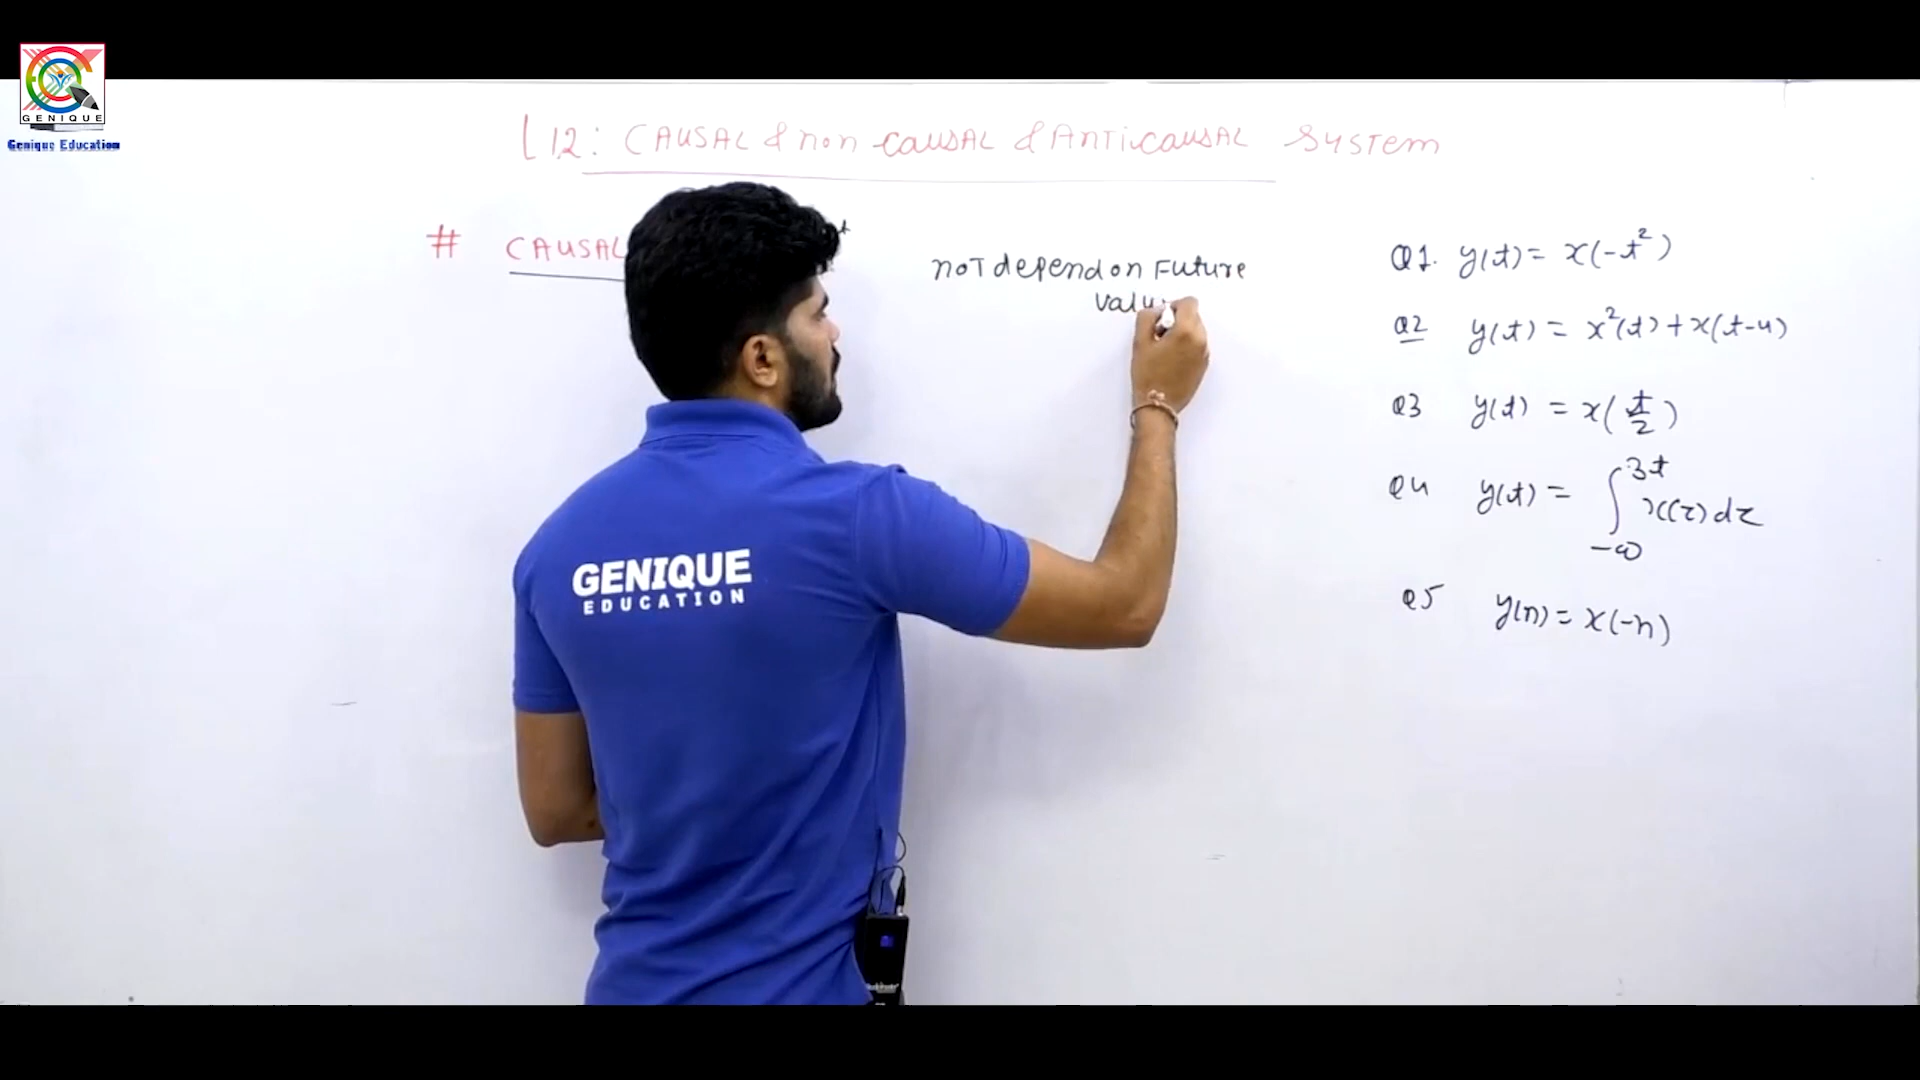 GENIQUE
Genique Education
L12: CAUSAL & non causAL & ANTicausAL SYSTEM
# CAUSAL
noT depend on Future
Valu
Q1. y(t) = x(-t²)
Q2 y(t) = x²(t) + x(t-4)
Q3 y(t) = x(t/2)
Q4 y(t) = ∫_{-∞}^{3t} x(τ)dτ
Q5 y(n) = x(-n)
GENIQUE
EDUCATION